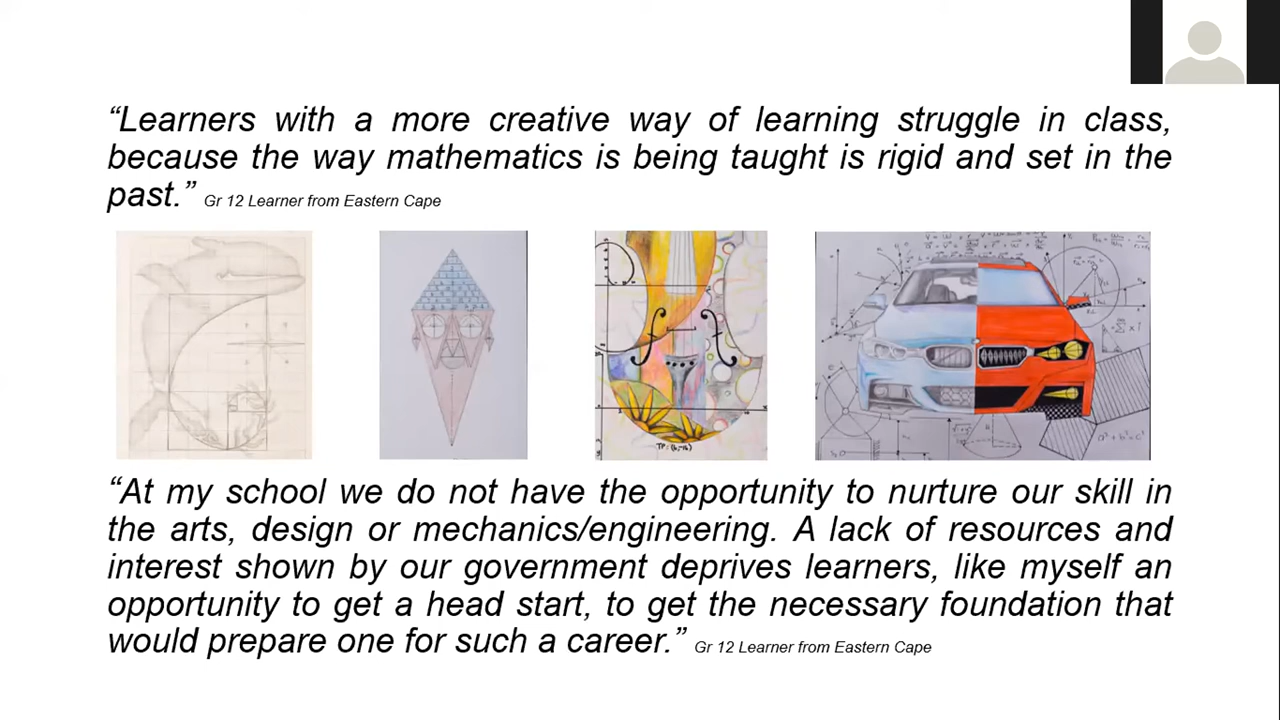 “Learners with a more creative way of learning struggle in class,
because the way mathematics is being taught is rigid and set in the
past.” Gr 12 Learner from Eastern Cape
a² + b² = c²
“At my school we do not have the opportunity to nurture our skill in
the arts, design or mechanics/engineering. A lack of resources and
interest shown by our government deprives learners, like myself an
opportunity to get a head start, to get the necessary foundation that
would prepare one for such a career.” Gr 12 Learner from Eastern Cape